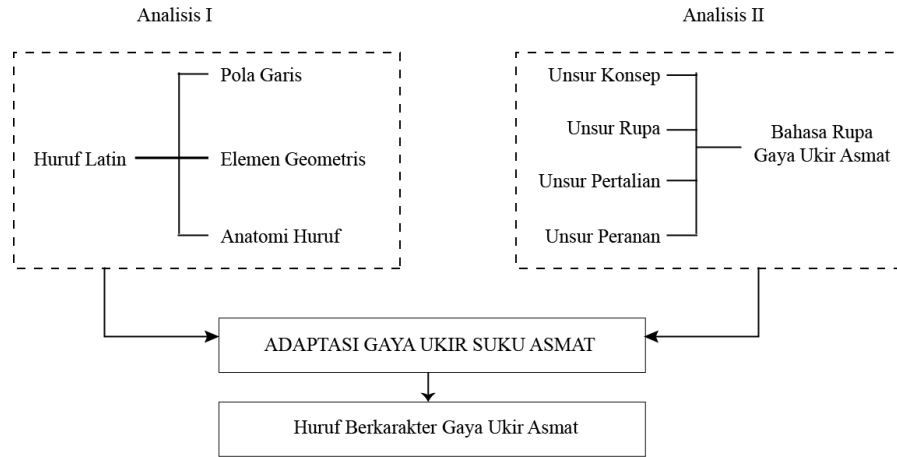 Analisis I
Analisis II
Pola Garis
Huruf Latin
Elemen Geometris
Anatomi Huruf
Unsur Konsep
Unsur Rupa
Unsur Pertalian
Unsur Peranan
Bahasa Rupa
Gaya Ukir Asmat
ADAPTASI GAYA UKIR SUKU ASMAT
Huruf Berkarakter Gaya Ukir Asmat